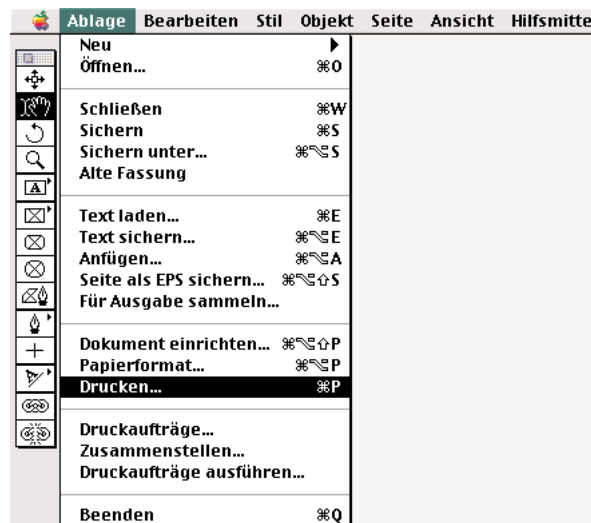 Ablage Bearbeiten Stil Objekt Seite Ansicht Hilfsmitte
Neu
Öffnen... ⌘O
Schließen ⌘W
Sichern ⌘S
Sichern unter... ⌘⌥S
Alte Fassung
Text laden... ⌘E
Text sichern... ⌘⌥E
Anfügen... ⌘⌥A
Seite als EPS sichern... ⌘⌥⇧S
Für Ausgabe sammeln...
Dokument einrichten... ⌘⌥⇧P
Papierformat... ⌘⌥P
Drucken... ⌘P
Druckaufträge...
Zusammenstellen...
Druckaufträge ausführen...
Beenden ⌘Q
A